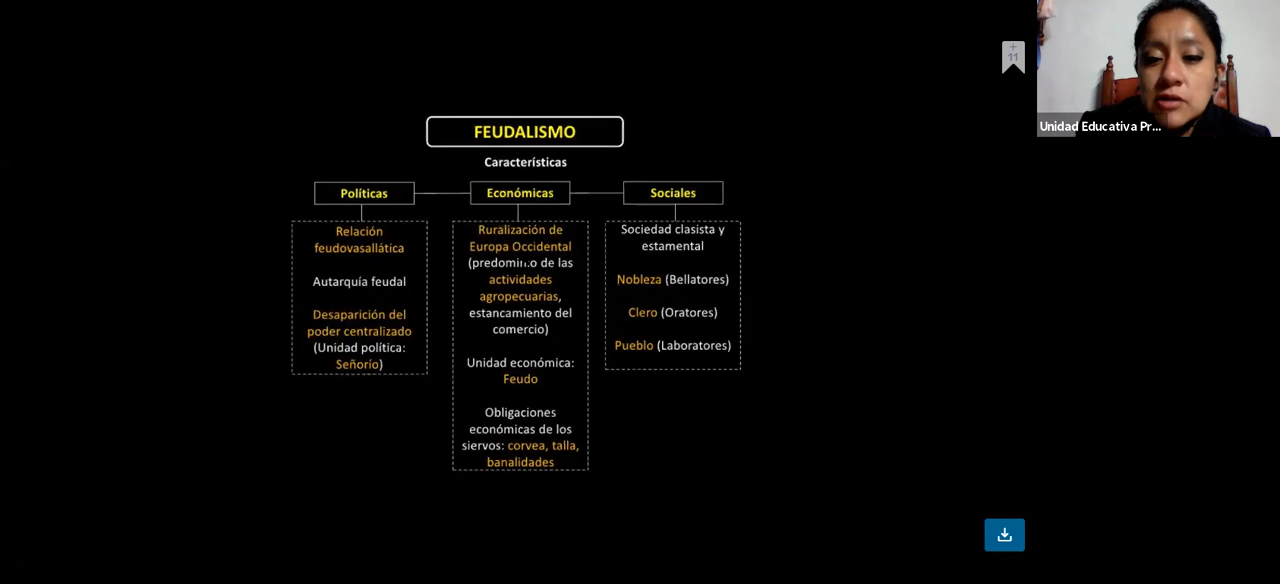 +
11
Unidad Educativa Pr...
FEUDALISMO
Características
Políticas
Económicas
Sociales
Relación
feudovasallática
Autarquía feudal
Desaparición del
poder centralizado
(Unidad política:
Señorío)
Ruralización de
Europa Occidental
(predominio de las
actividades
agropecuarias,
estancamiento del
comercio)
Unidad económica:
Feudo
Obligaciones
económicas de los
siervos: corvea, talla,
banalidades
Sociedad clasista y
estamental
Nobleza (Bellatores)
Clero (Oratores)
Pueblo (Laboratores)